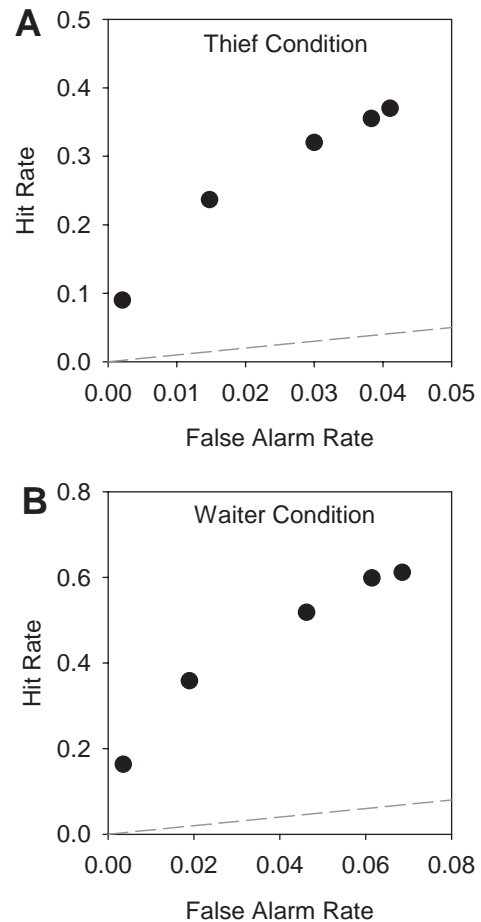 A
Thief Condition
0.5
0.4
0.3
0.2
0.1
0.0
Hit Rate
0.00 0.01 0.02 0.03 0.04 0.05
False Alarm Rate
B
Waiter Condition
0.8
0.6
0.4
0.2
0.0
Hit Rate
0.00 0.02 0.04 0.06 0.08
False Alarm Rate